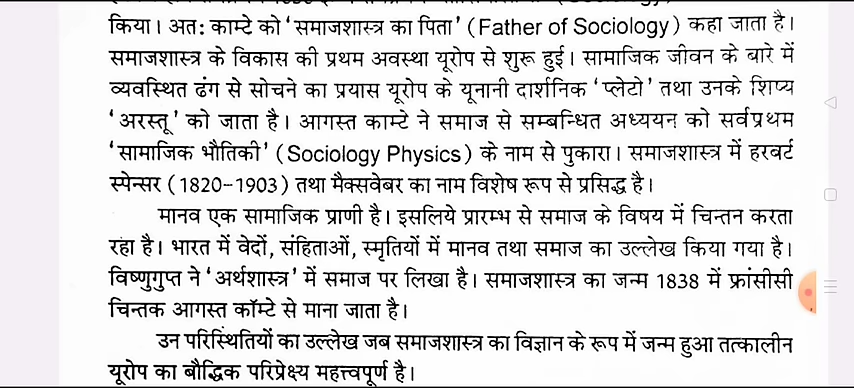 किया। अत: काम्टे को ‘समाजशास्त्र का पिता’ (Father of Sociology) कहा जाता है।
समाजशास्त्र के विकास की प्रथम अवस्था यूरोप से शुरू हुई। सामाजिक जीवन के बारे में
व्यवस्थित ढंग से सोचने का प्रयास यूरोप के यूनानी दार्शनिक ‘प्लेटो’ तथा उनके शिष्य
‘अरस्तू’ को जाता है। आगस्त काम्टे ने समाज से सम्बन्धित अध्ययन को सर्वप्रथम
‘सामाजिक भौतिकी’ (Sociology Physics) के नाम से पुकारा। समाजशास्त्र में हरबर्ट
स्पेन्सर (1820-1903) तथा मैक्सवेबर का नाम विशेष रूप से प्रसिद्ध है।
मानव एक सामाजिक प्राणी है। इसलिये प्रारम्भ से समाज के विषय में चिन्तन करता
रहा है। भारत में वेदों, संहिताओं, स्मृतियों में मानव तथा समाज का उल्लेख किया गया है।
विष्णुगुप्त ने ‘अर्थशास्त्र’ में समाज पर लिखा है। समाजशास्त्र का जन्म 1838 में फ्रांसीसी
चिन्तक आगस्त कॉम्टे से माना जाता है।
उन परिस्थितियों का उल्लेख जब समाजशास्त्र का विज्ञान के रूप में जन्म हुआ तत्कालीन
यूरोप का बौद्धिक परिप्रेक्ष्य महत्त्वपूर्ण है।